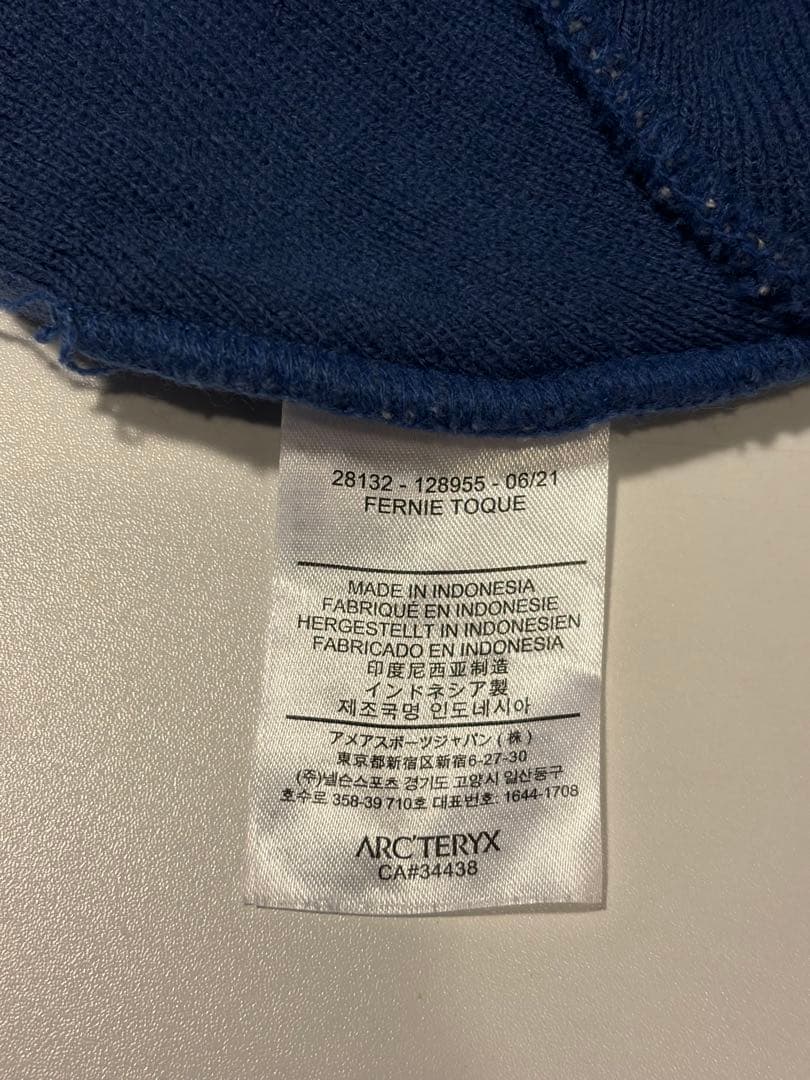 28132 - 128955 - 06/21
FERNIE TOQUE
MADE IN INDONESIA
FABRIQUÉ EN INDONESIE
HERGESTELLT IN INDONESIEN
FABRICADO EN INDONESIA
印度尼西亚制造
インドネシア製
제조국명 인도네시아
アメアスポーツジャパン(株)
東京都新宿区新宿6-27-30
(주)넬슨스포츠 경기도 고양시 일산동구
호수로 358-39 710호 대표번호: 1644-1708
ARC'TERYX
CA#34438